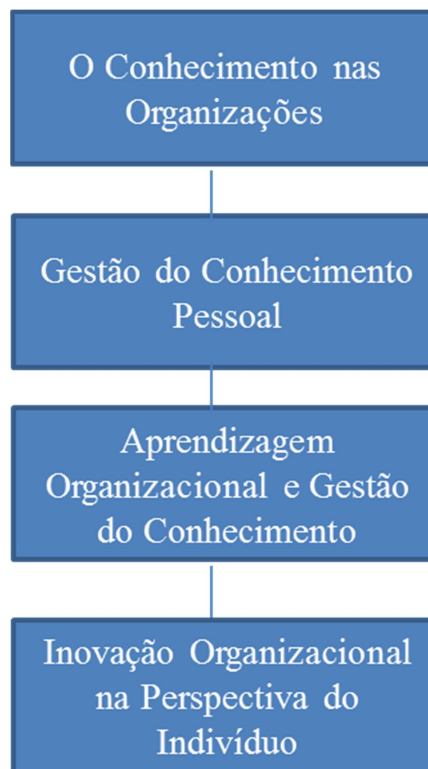 O Conhecimento nas
Organizações
Gestão do Conhecimento
Pessoal
Aprendizagem
Organizacional e Gestão
do Conhecimento
Inovação Organizacional
na Perspectiva do
Indivíduo